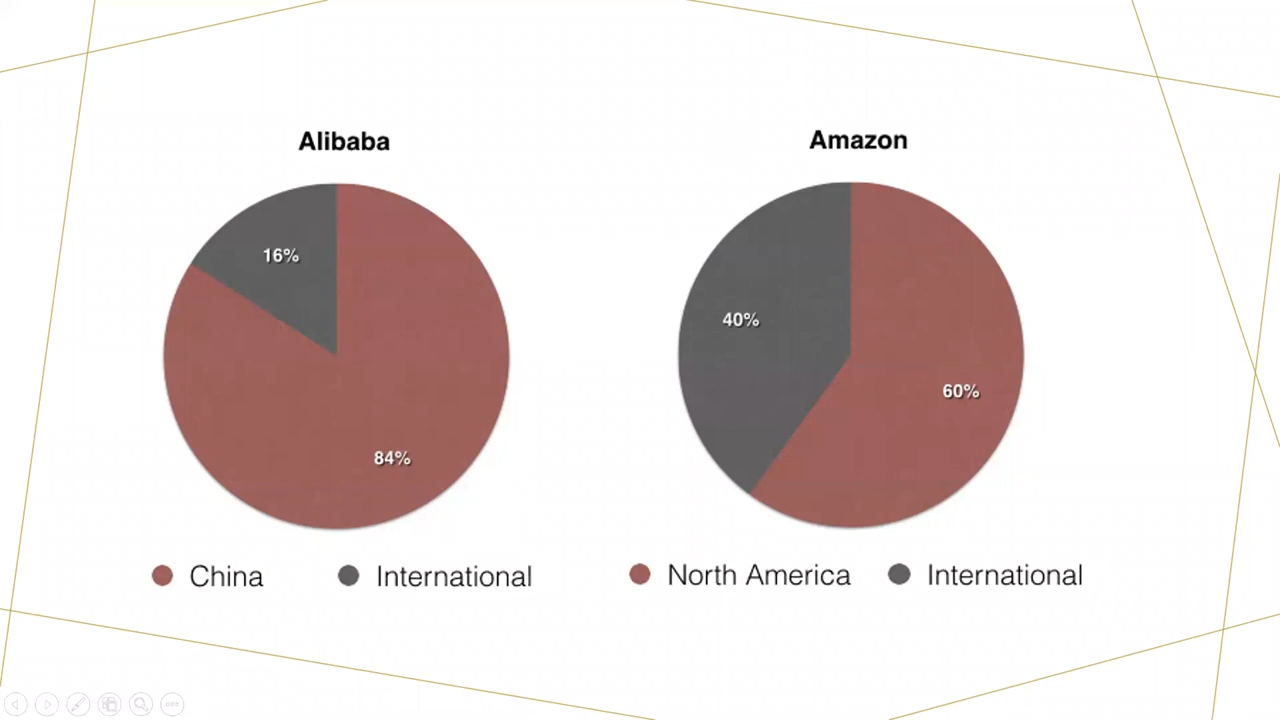 Alibaba
16%
84%
China
International
Amazon
40%
60%
North America
International